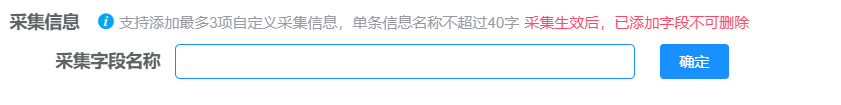 采集信息 支持添加最多3项自定义采集信息，单条信息名称不超过40字 采集生效后，已添加字段不可删除
采集字段名称 确定